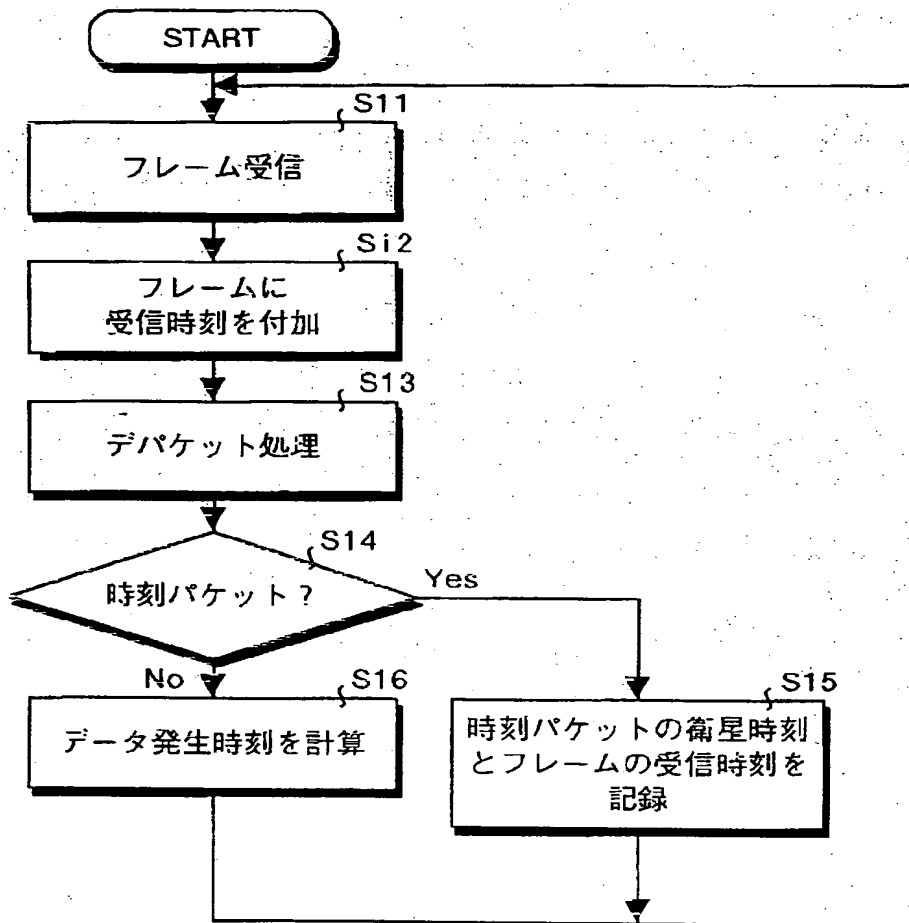 START
S11
フレーム受信
Si2
フレームに
受信時刻を付加
S13
デパケット処理
S14
時刻パケット？
Yes
No
S16
データ発生時刻を計算
S15
時刻パケットの衛星時刻
とフレームの受信時刻を
記録